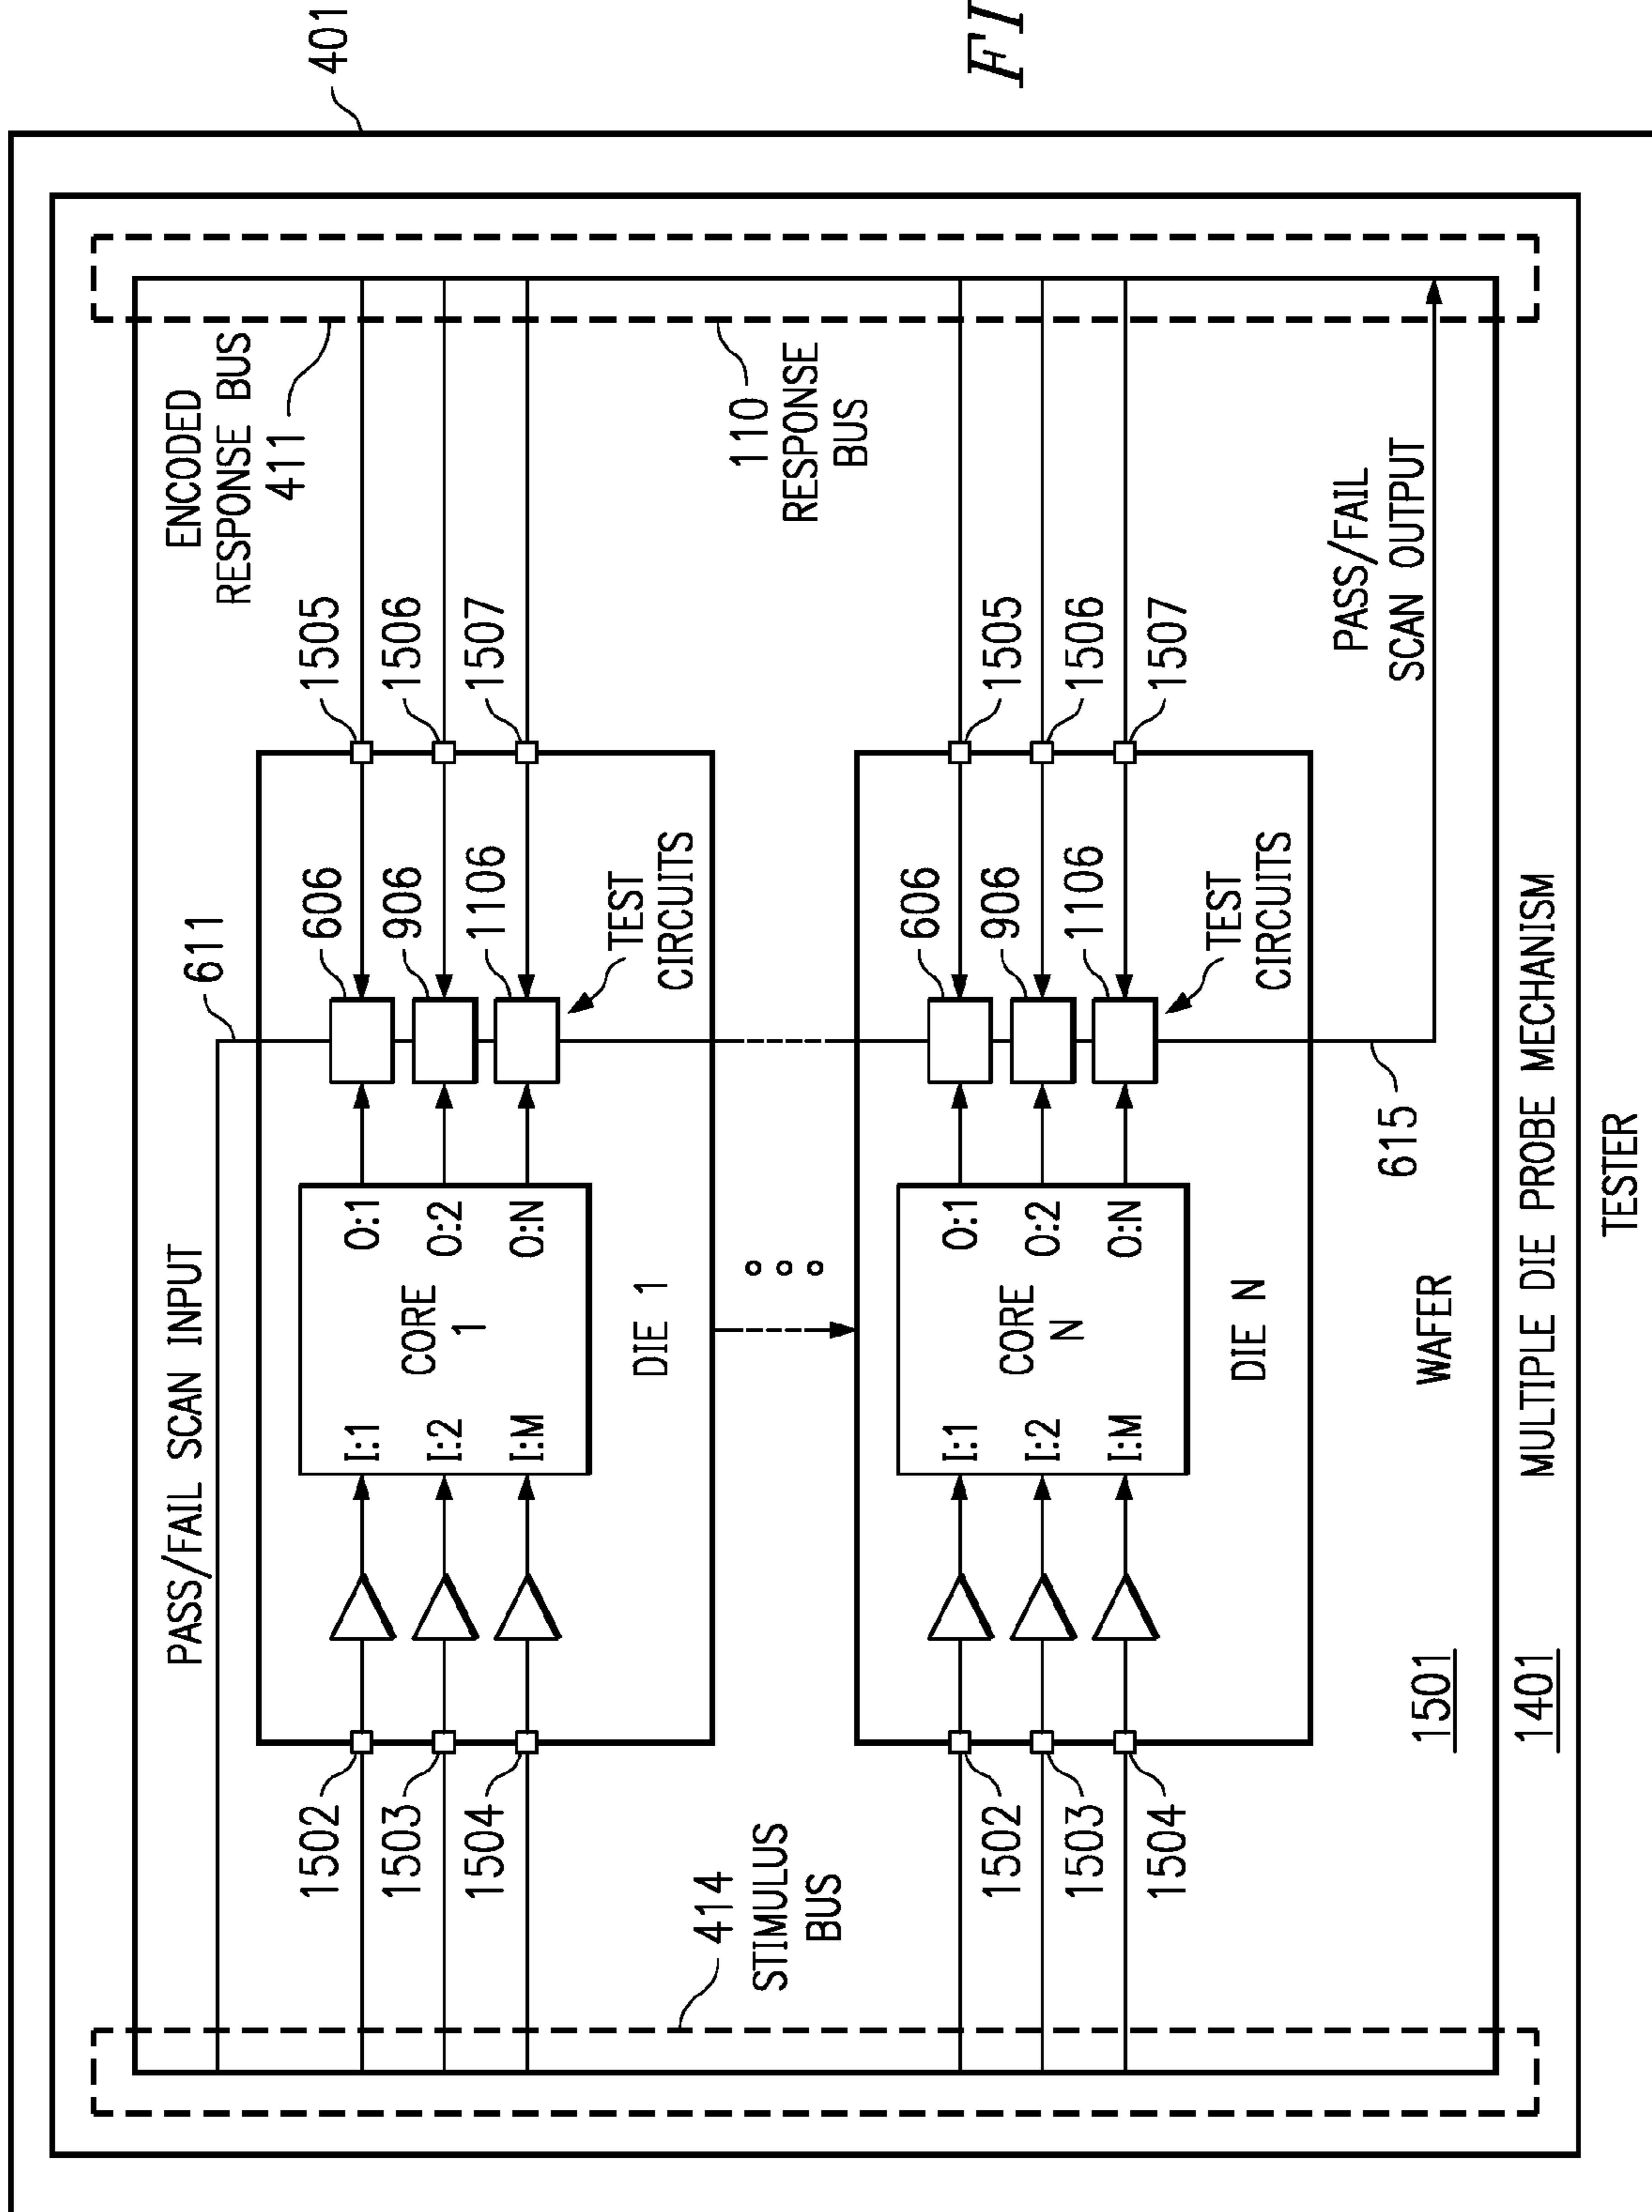 401
FI
PASS/FAIL SCAN INPUT
611
ENCODED
RESPONSE BUS
411
1502
1503
1504
I:1
I:2
I:M
CORE
1
O:1
O:2
O:N
606
906
1106
TEST
CIRCUITS
1505
1506
1507
DIE 1
414
STIMULUS
BUS
110
RESPONSE
BUS
1502
1503
1504
I:1
I:2
I:M
CORE
N
O:1
O:2
O:N
606
906
1106
TEST
CIRCUITS
1505
1506
1507
DIE N
615
PASS/FAIL
SCAN OUTPUT
1501
WAFER
1401
MULTIPLE DIE PROBE MECHANISM
TESTER